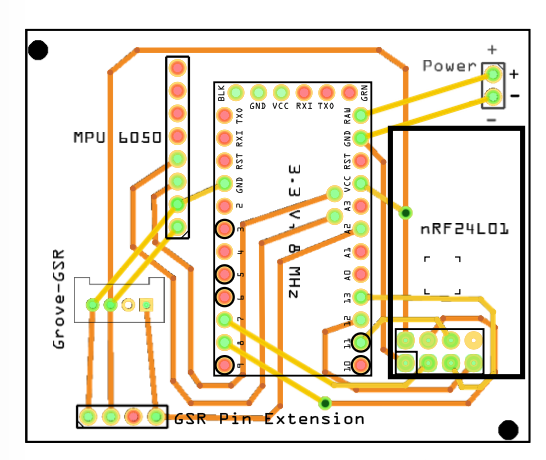 +
Power
+
-
-
BLK
GND VCC RXI TXO
GRN
TXO
RXI
RST
GND
2
3
4
5
6
7
8
9
RAW
GND
RST
VCC
A3
A2
A1
A0
13
12
11
10
3.3 V, 8 MHz
MPU 6050
nRF24L01
Grove-GSR
GSR Pin Extension